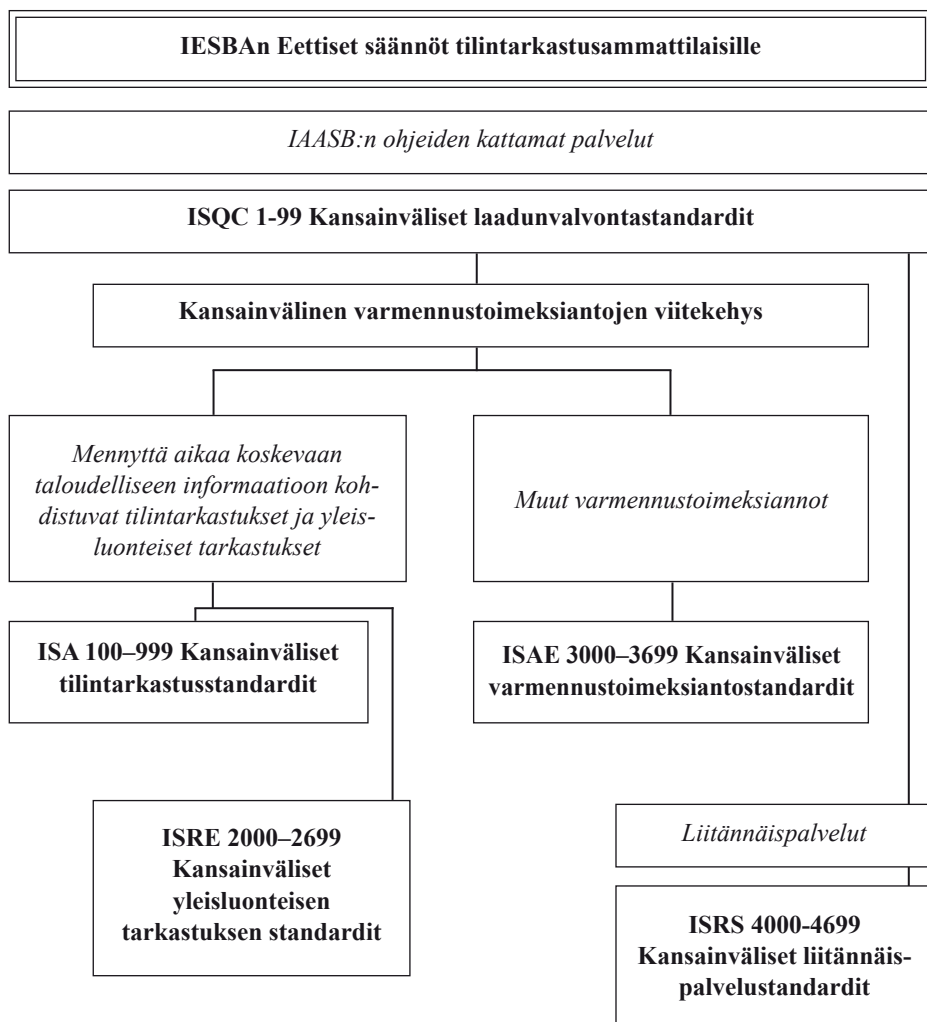 IESBAn Eettiset säännöt tilintarkastusammattilaisille
IAASB:n ohjeiden kattamat palvelut
ISQC 1-99 Kansainväliset laadunvalvontastandardit
Kansainvälinen varmennustoimeksiantojen viitekehys
Mennyttä aikaa koskevaan
taloudelliseen informaatioon koh-
distuvat tilintarkastukset ja yleis-
luonteiset tarkastukset
Muut varmennustoimeksiannot
ISA 100–999 Kansainväliset
tilintarkastusstandardit
ISAE 3000–3699 Kansainväliset
varmennustoimeksiantostandardit
ISRE 2000–2699
Kansainväliset
yleisluonteisen
tarkastuksen standardit
Liitännäispalvelut
ISRS 4000-4699
Kansainväliset liitännäis-
palvelustandardit